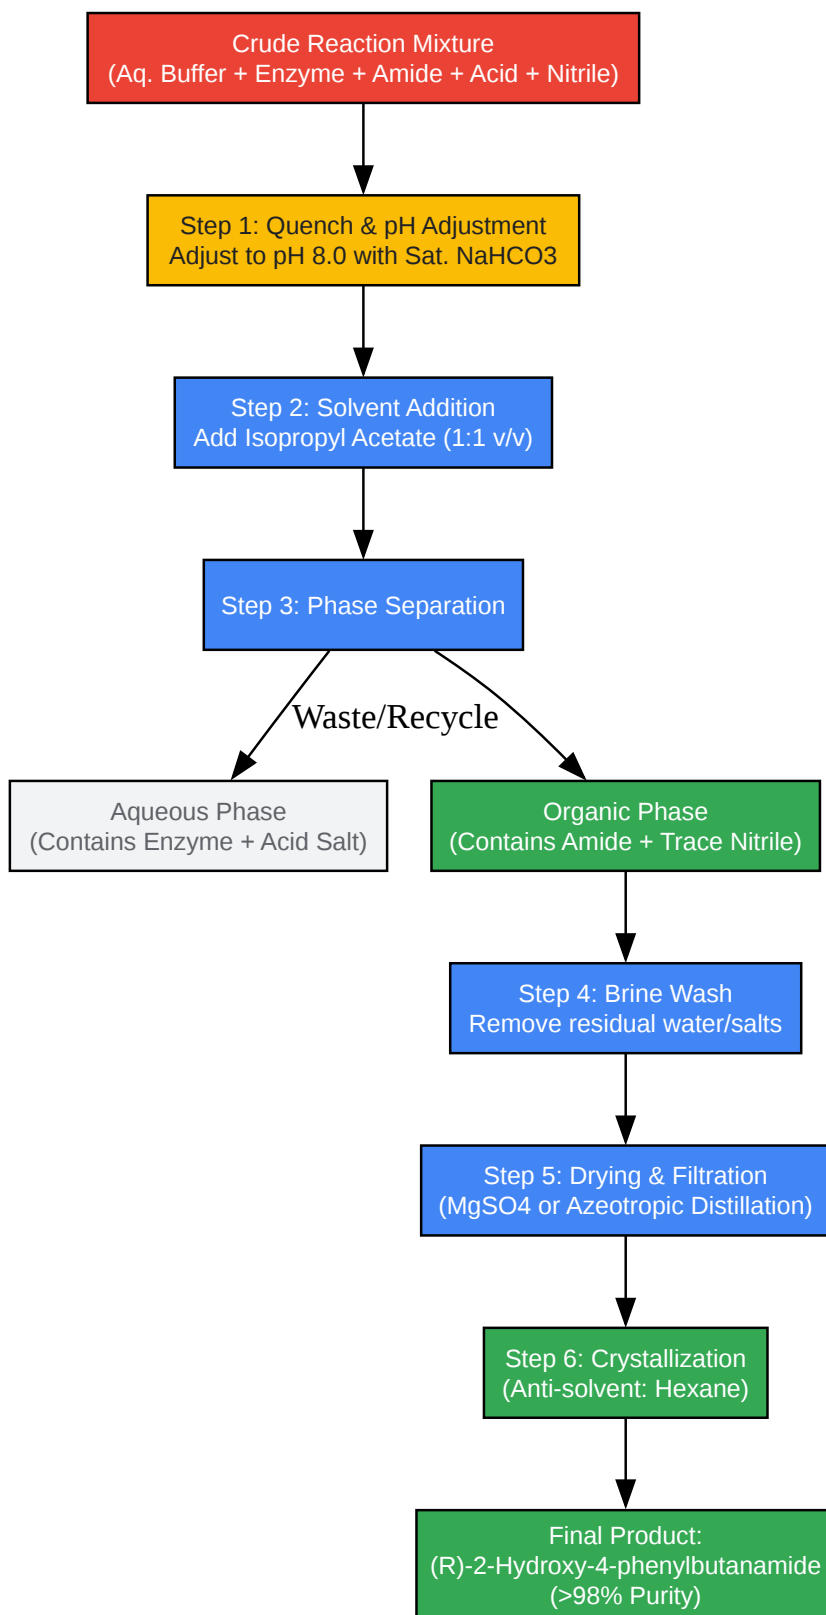 Crude Reaction Mixture
(Aq. Buffer + Enzyme + Amide + Acid + Nitrile)
Step 1: Quench & pH Adjustment
Adjust to pH 8.0 with Sat. NaHCO3
Step 2: Solvent Addition
Add Isopropyl Acetate (1:1 v/v)
Step 3: Phase Separation
Waste/Recycle
Aqueous Phase
(Contains Enzyme + Acid Salt)
Organic Phase
(Contains Amide + Trace Nitrile)
Step 4: Brine Wash
Remove residual water/salts
Step 5: Drying & Filtration
(MgSO4 or Azeotropic Distillation)
Step 6: Crystallization
(Anti-solvent: Hexane)
Final Product:
(R)-2-Hydroxy-4-phenylbutanamide
(>98% Purity)